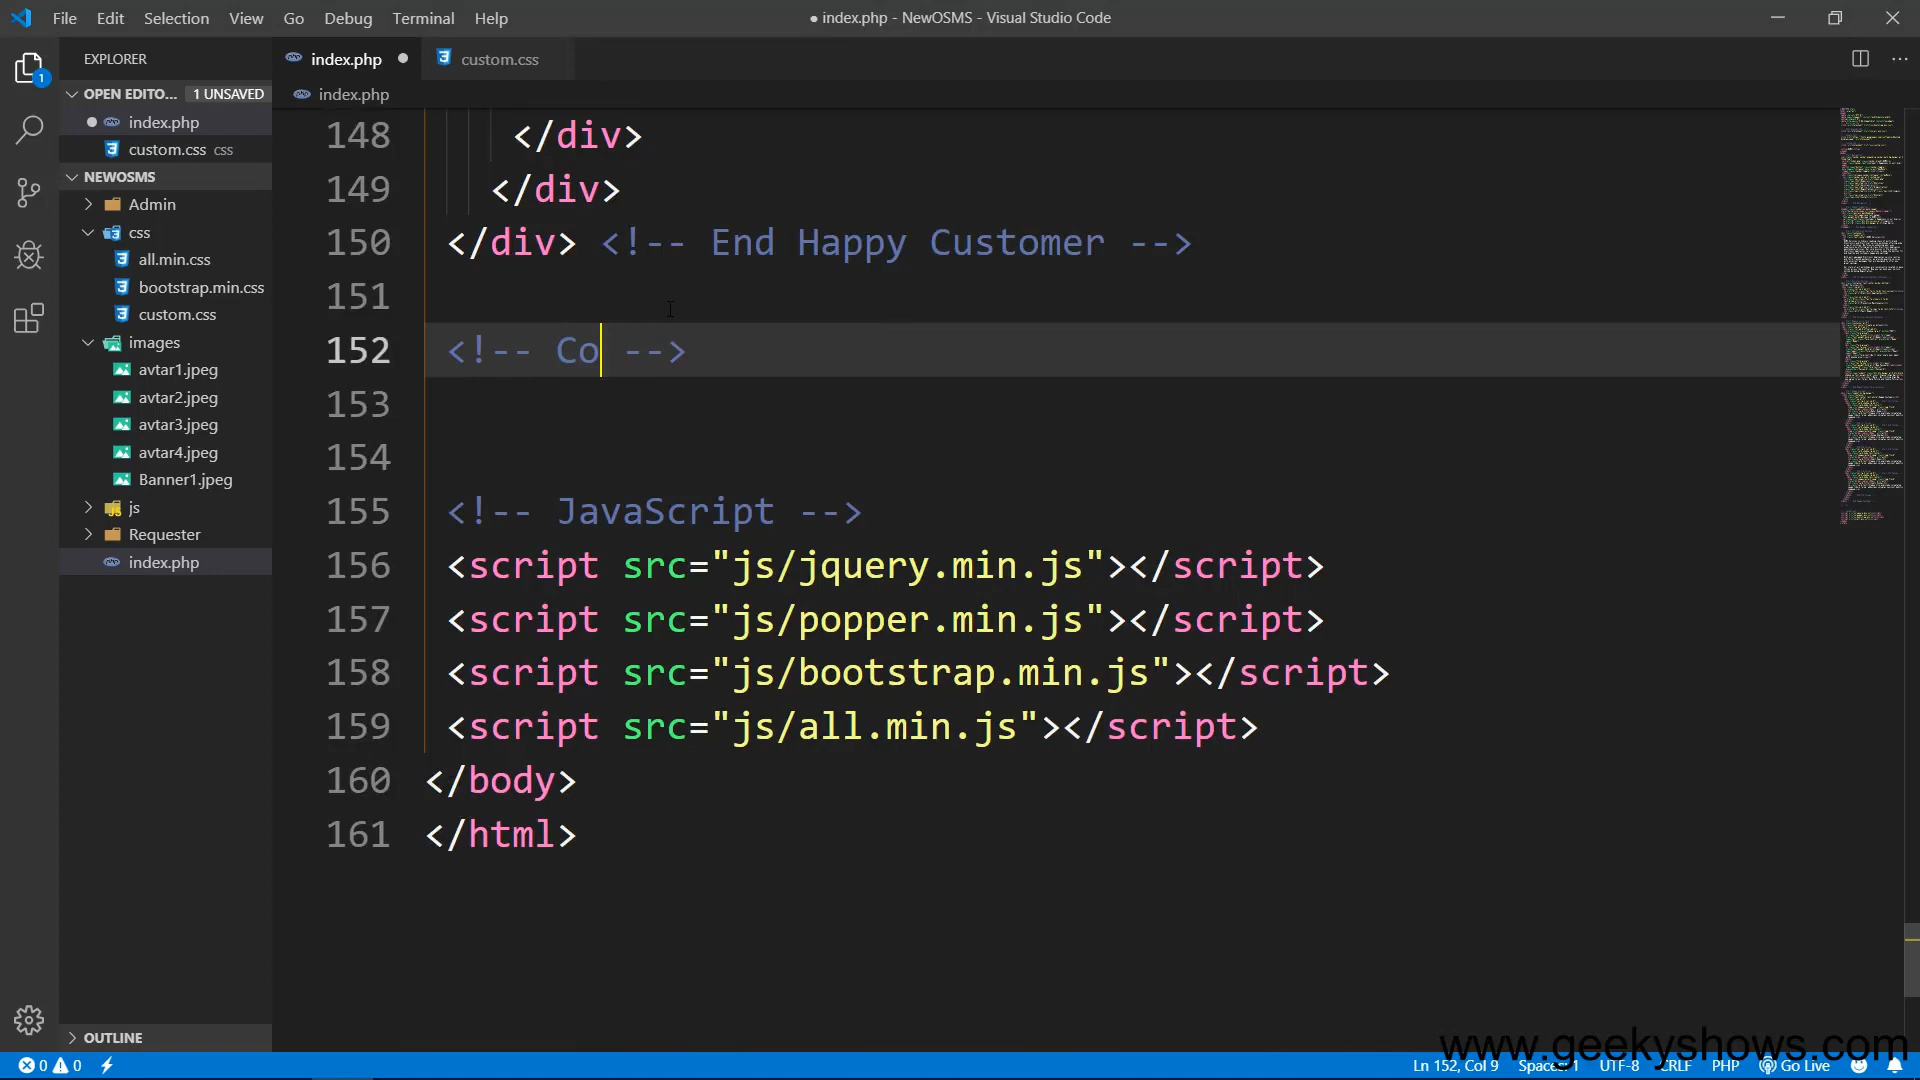 File Edit Selection View Go Debug Terminal Help
● index.php - NewOSMS - Visual Studio Code
EXPLORER
index.php
custom.css
OPEN EDITO... 1 UNSAVED
index.php
index.php
custom.css css
NEWOSMS
Admin
css
all.min.css
bootstrap.min.css
custom.css
images
avtar1.jpeg
avtar2.jpeg
avtar3.jpeg
avtar4.jpeg
Banner1.jpeg
js
Requester
index.php
OUTLINE
148 </div>
149 </div>
150 </div> <!-- End Happy Customer -->
151
152 <!-- Co -->
153
154
155 <!-- JavaScript -->
156 <script src="js/jquery.min.js"></script>
157 <script src="js/popper.min.js"></script>
158 <script src="js/bootstrap.min.js"></script>
159 <script src="js/all.min.js"></script>
160 </body>
161 </html>
www.geekyshows.com
0 0
Ln 152, Col 9 Spaces: 1 UTF-8 CRLF PHP Go Live